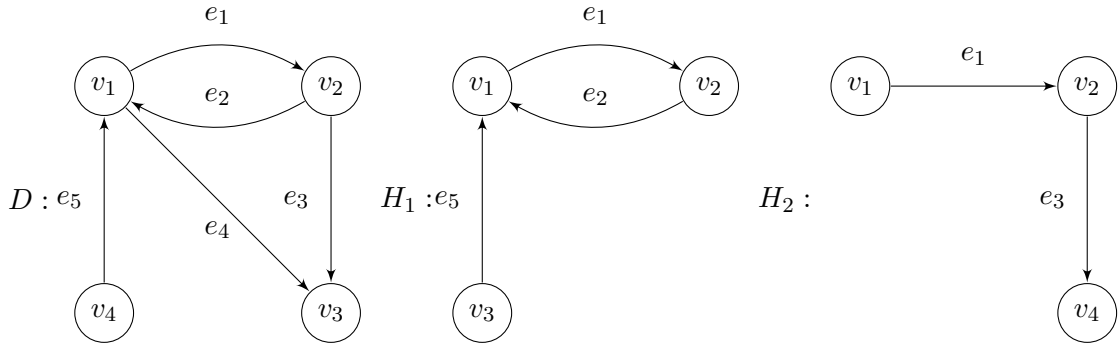 e₁ e₁
v₁ v₂ v₁ v₂ v₁ e₁ v₂
e₂ e₂
D : e₅ e₄ e₃ H₁ : e₅ H₂ : e₃
v₄ v₃ v₃ v₄